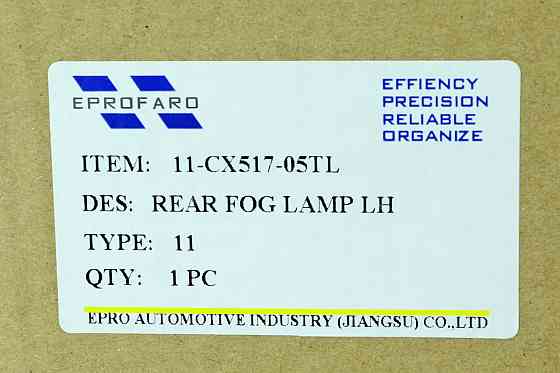 EPROFARO
EFFIENCY
PRECISION
RELIABLE
ORGANIZE
ITEM: 11-CX517-05TL
DES: REAR FOG LAMP LH
TYPE: 11
QTY: 1 PC
EPRO AUTOMOTIVE INDUSTRY (JIANGSU) CO.,LTD